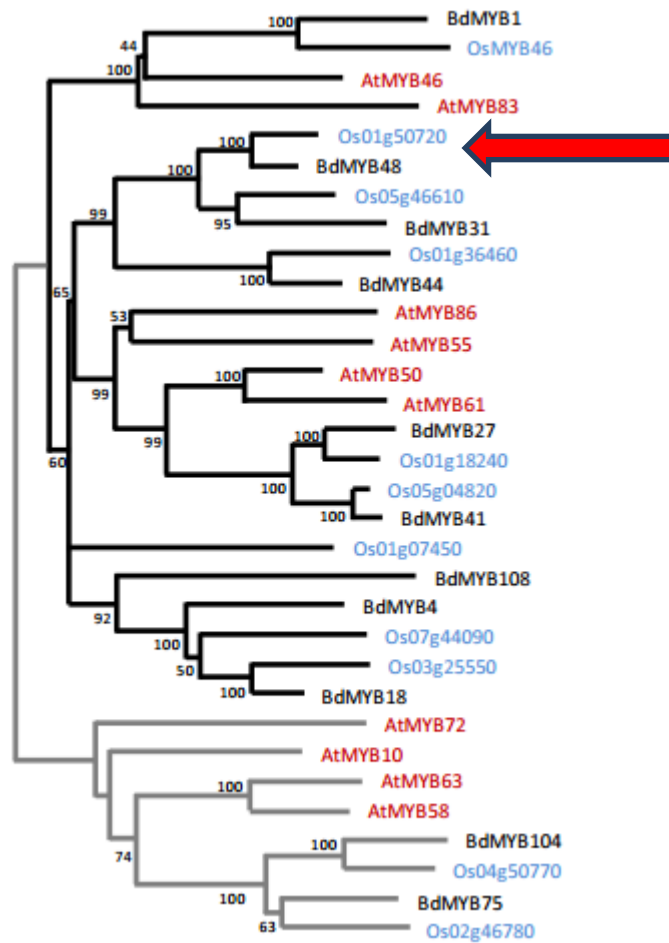 BdMYB1
44
100
OsMYB46
100
AtMYB46
AtMYB83
100
Os01g50720
100
BdMYB48
Os05g46610
99
95
BdMYB31
Os01g36460
100
BdMYB44
65
53
AtMYB86
AtMYB55
100
AtMYB50
99
AtMYB61
99
BdMYB27
100
Os01g18240
60
100
Os05g04820
100
BdMYB41
Os01g07450
BdMYB108
92
BdMYB4
100
Os07g44090
50
Os03g25550
100
BdMYB18
AtMYB72
AtMYB10
100
AtMYB63
AtMYB58
74
100
BdMYB104
Os04g50770
100
BdMYB75
63
Os02g46780